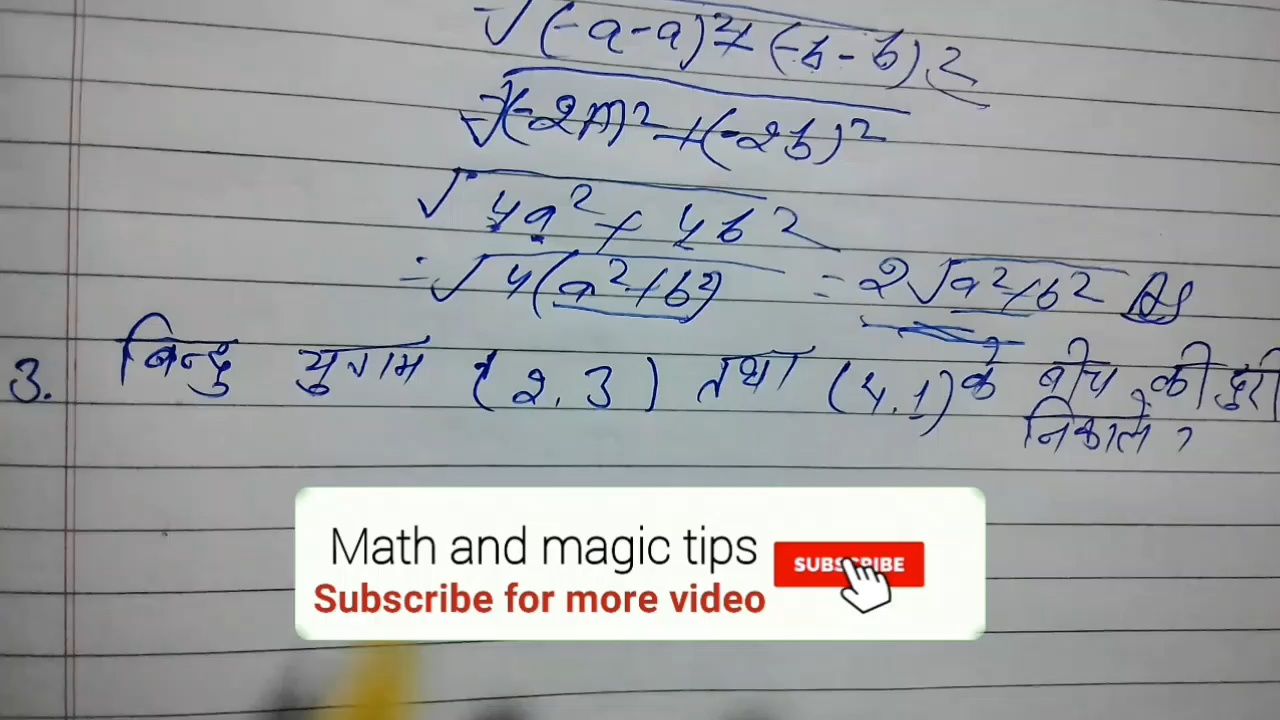 √(-a-a)²+(-b-b)²
=√(-2a)²+(-2b)²
√4a²+4b²
=√4(a²+b²) = 2√a²+b² As
3. बिन्दु युग्म (2,3) तथा (4,1) के बीच की दुरी
निकालें ?
Math and magic tips
SUBSCRIBE
Subscribe for more video